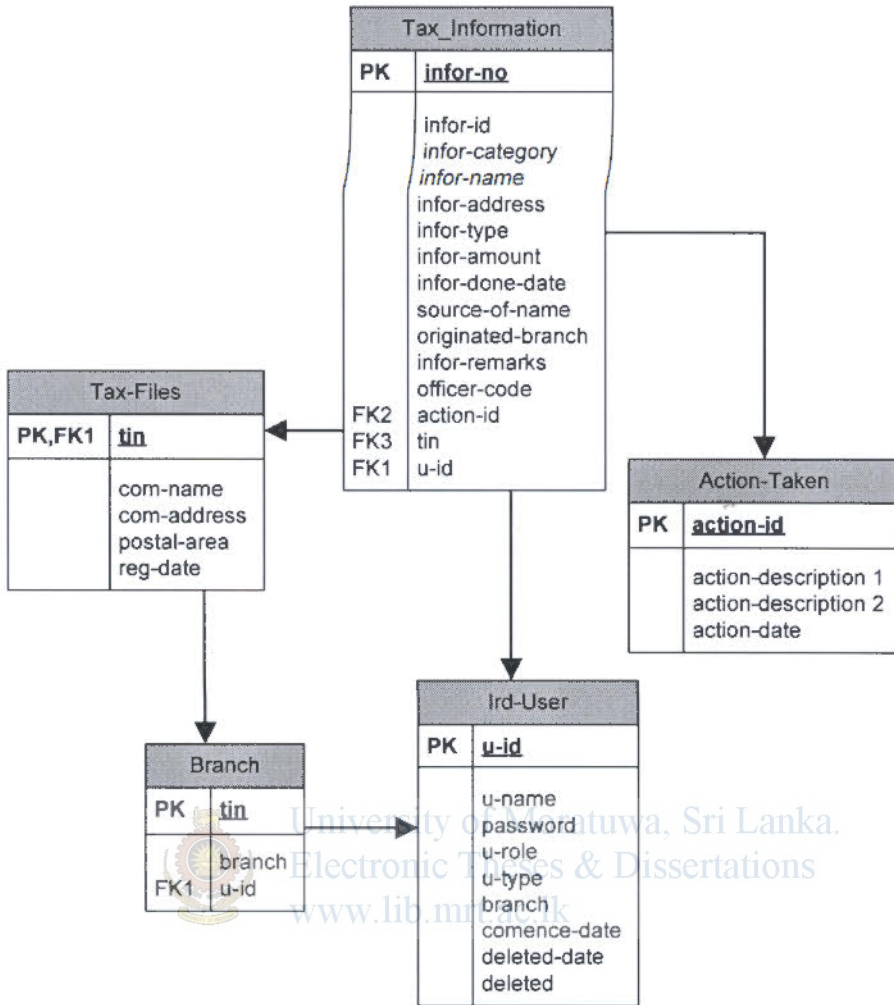 Tax_Information
PK infor-no
infor-id
infor-category
infor-name
infor-address
infor-type
infor-amount
infor-done-date
source-of-name
originated-branch
infor-remarks
officer-code
FK2 action-id
FK3 tin
FK1 u-id
Tax-Files
PK,FK1 tin
com-name
com-address
postal-area
reg-date
Action-Taken
PK action-id
action-description 1
action-description 2
action-date
Branch
PK tin
branch
FK1 u-id
Ird-User
PK u-id
u-name
password
u-role
u-type
branch
comence-date
deleted-date
deleted
University of Moratuwa, Sri Lanka.
Electronic Theses & Dissertations
www.lib.mrt.ac.lk